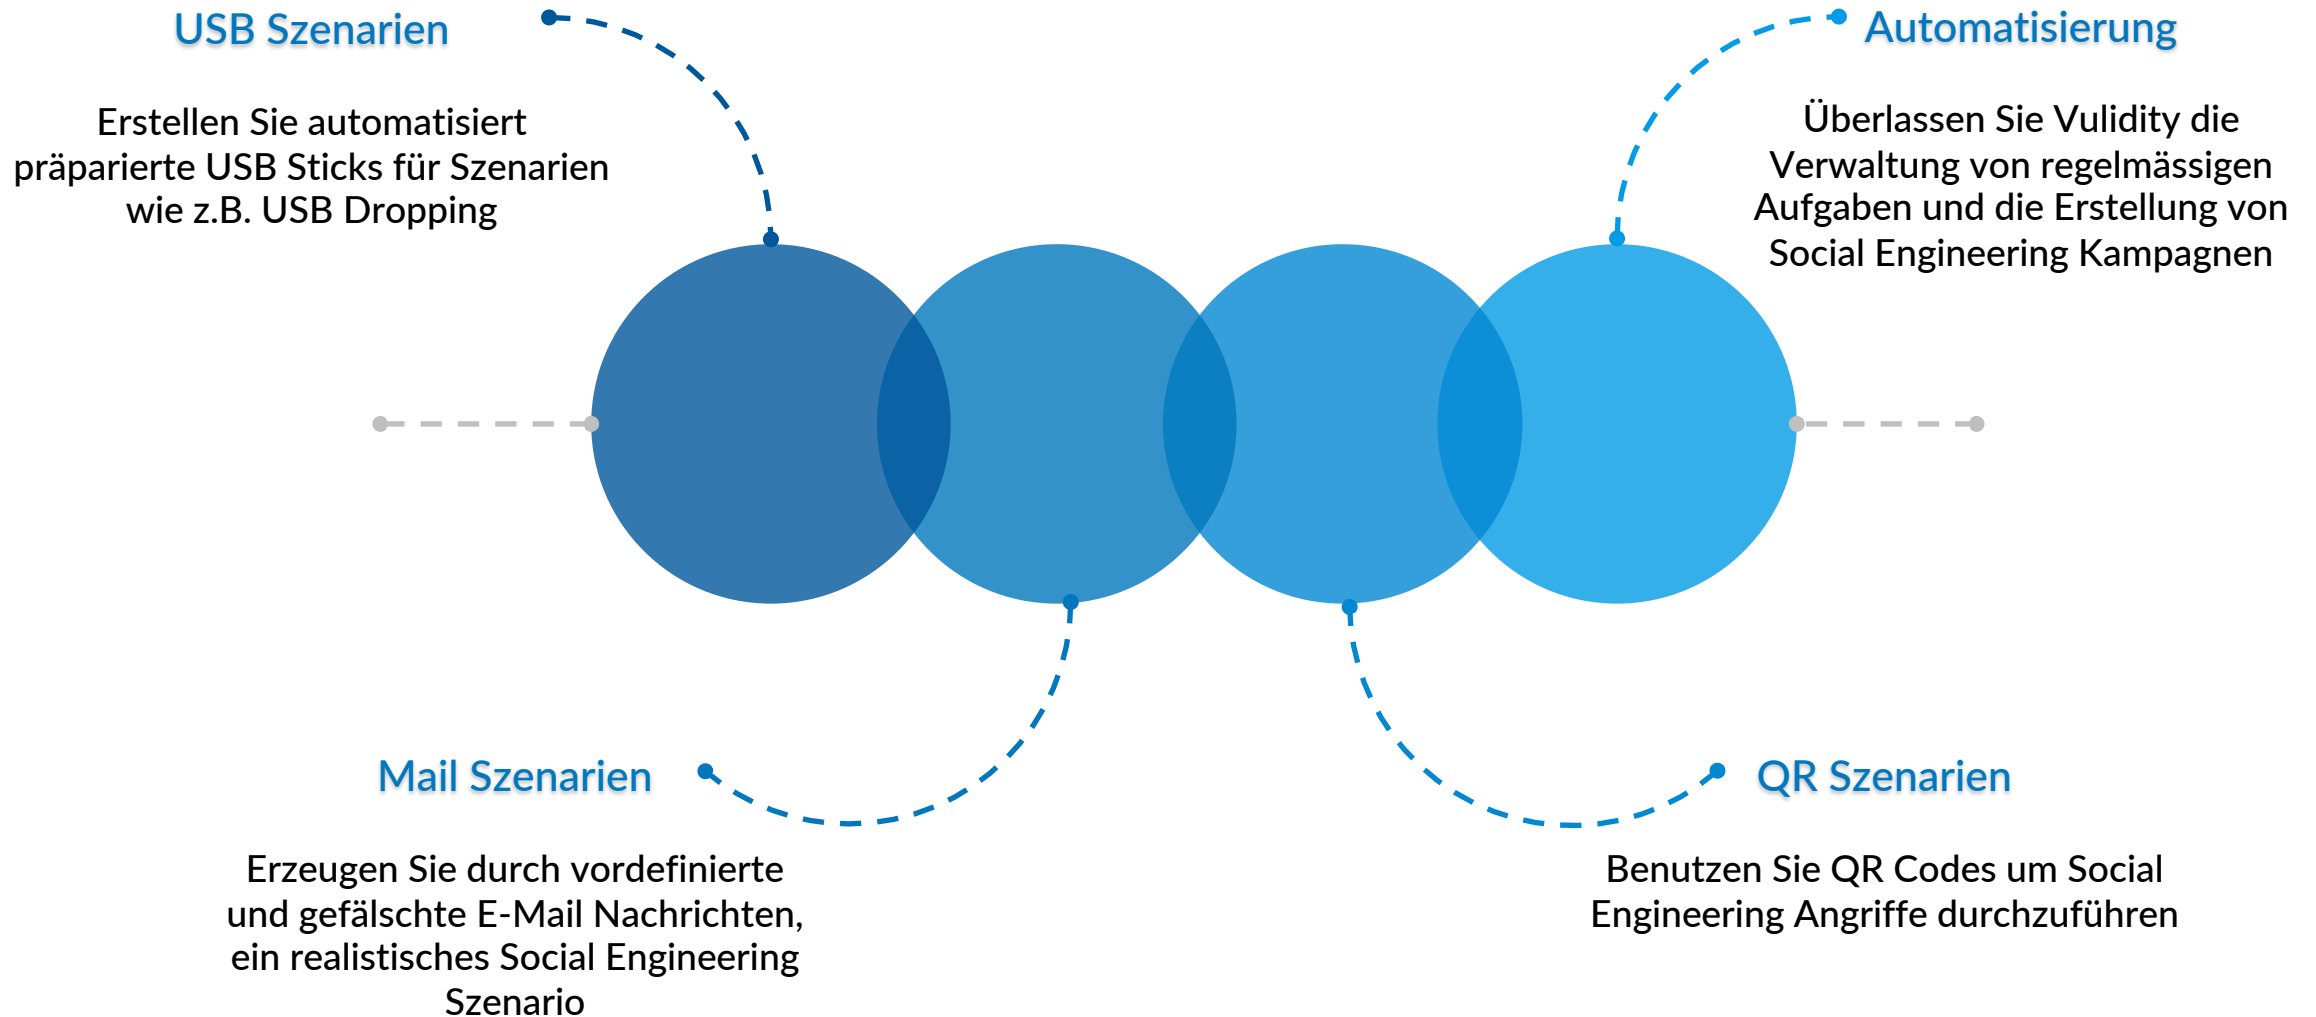 USB Szenarien
Erstellen Sie automatisiert
präparierte USB Sticks für Szenarien
wie z.B. USB Dropping
Automatisierung
Überlassen Sie Vulidity die
Verwaltung von regelmässigen
Aufgaben und die Erstellung von
Social Engineering Kampagnen
Mail Szenarien
Erzeugen Sie durch vordefinierte
und gefälschte E-Mail Nachrichten,
ein realistisches Social Engineering
Szenario
QR Szenarien
Benutzen Sie QR Codes um Social
Engineering Angriffe durchzuführen